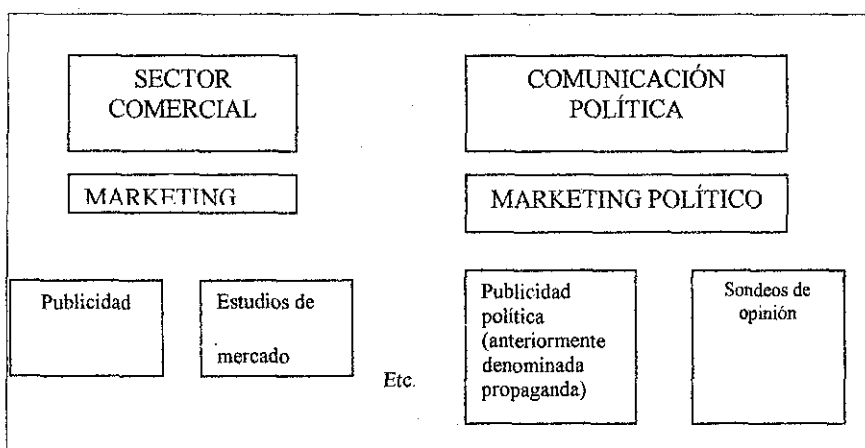 SECTOR
COMERCIAL
COMUNICACIÓN
POLÍTICA
MARKETING
MARKETING POLÍTICO
Publicidad
Estudios de
mercado
Etc.
Publicidad
política
(anteriormente
denominada
propaganda)
Sondeos de
opinión